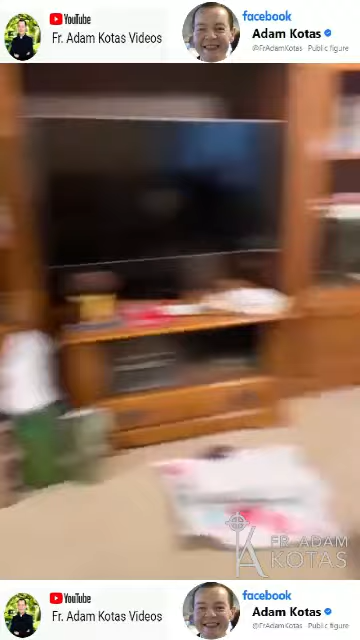 YouTube
Fr. Adam Kotas Videos
facebook
Adam Kotas
@FrAdamKotas · Public figure
FR. ADAM
KOTAS
YouTube
Fr. Adam Kotas Videos
facebook
Adam Kotas
@FrAdamKotas · Public figure